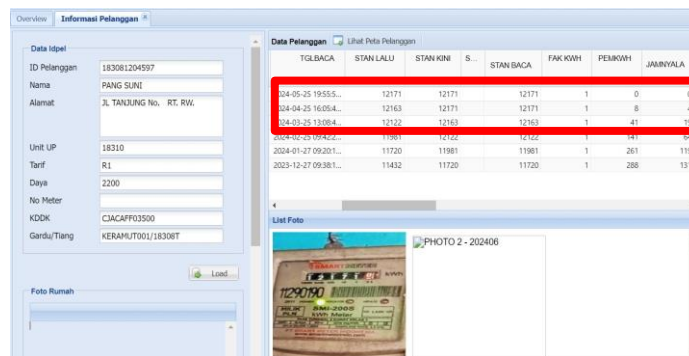 Overview Informasi Pelanggan
Data Idpel
ID Pelanggan 183081204597
Nama PANG SUNI
Alamat JL TANJUNG No. RT. RW.
Unit UP 18310
Tarif R1
Daya 2200
No Meter
KDDK CJACAFF03500
Gardu/Tiang KERAMUT001/18308T
Load
Foto Rumah
Data Pelanggan Lihat Peta Pelanggan
TGLBACA STAN LALU STAN KINI S... STAN BACA FAK KWH PEMKWH JAMNYALA
2024-05-25 19:55:5... 12171 12171 12171 1 0
2024-04-25 16:05:4... 12163 12171 12171 1 8
2024-03-25 13:08:4... 12122 12163 12163 1 41
2024-02-25 09:42:2... 11981 12122 12122 1 141
2024-01-27 09:20:1... 11720 11981 11981 1 261
2023-12-27 09:38:1... 11432 11720 11720 1 288
List Foto
PHOTO 2 - 202406
kWh
11290190
SMI-200S
kWh Meter